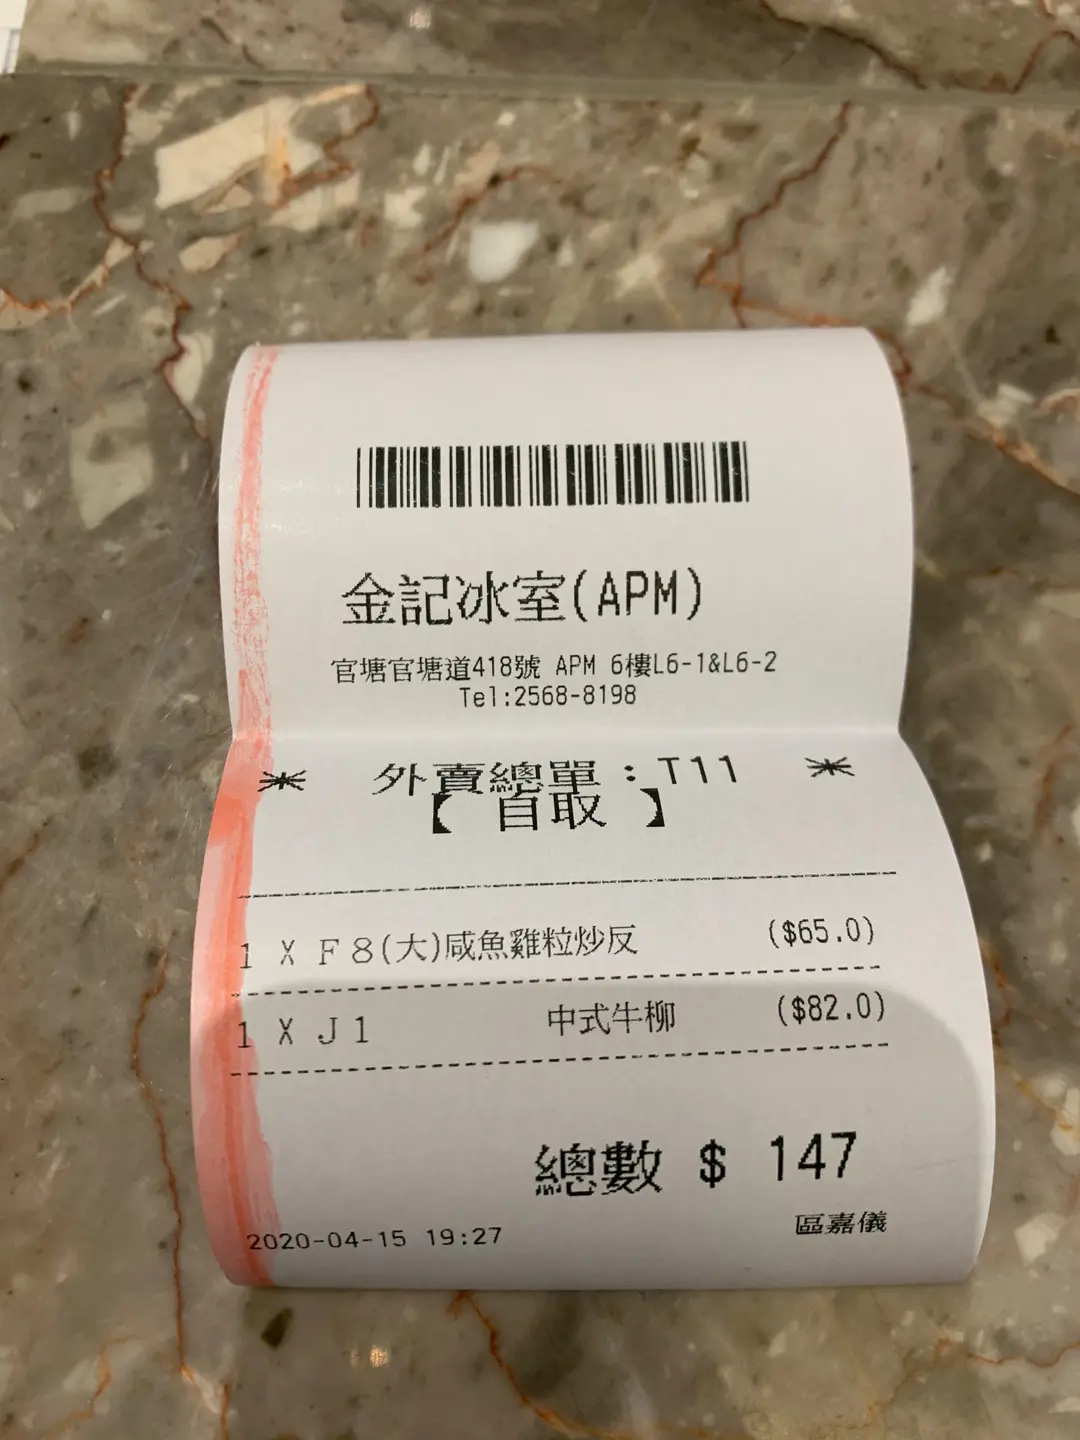 金記冰室(APM)
官塘官塘道418號 APM 6樓L6-1&L6-2
Tel:2568-8198
* 外賣總單：T11 *
【 自取 】
1 X F8(大)咸魚雞粒炒反 ($65.0)
1 X J1 中式牛柳 ($82.0)
總數 $ 147
區嘉儀
2020-04-15 19:27